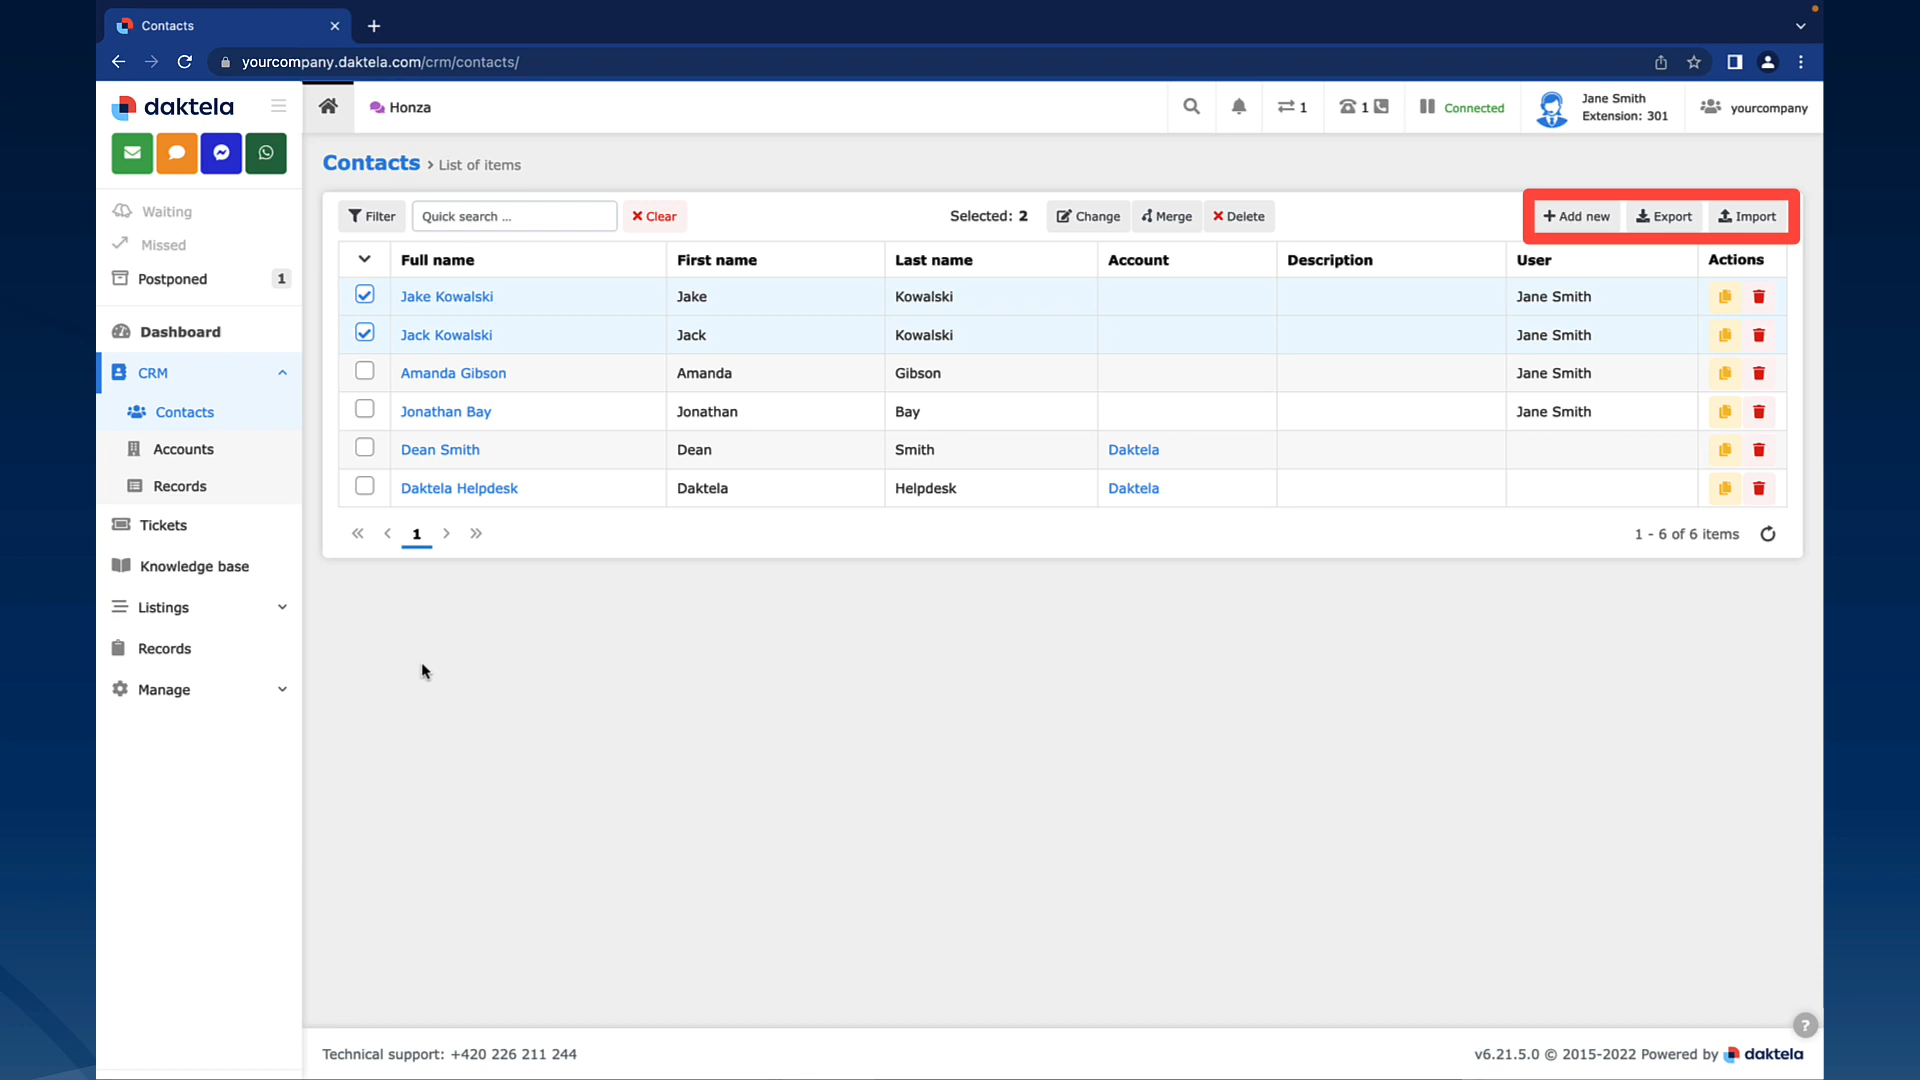 Contacts
yourcompany.daktela.com/crm/contacts/
daktela
Honza
1
1
Connected
Jane Smith
Extension: 301
yourcompany
Waiting
Missed
Postponed 1
Dashboard
CRM
Contacts
Accounts
Records
Tickets
Knowledge base
Listings
Records
Manage
Contacts > List of items
Filter Quick search ... Clear Selected: 2 Change Merge Delete Add new Export Import
Full name First name Last name Account Description User Actions
Jake Kowalski Jake Kowalski Jane Smith
Jack Kowalski Jack Kowalski Jane Smith
Amanda Gibson Amanda Gibson Jane Smith
Jonathan Bay Jonathan Bay Jane Smith
Dean Smith Dean Smith Daktela
Daktela Helpdesk Daktela Helpdesk Daktela
1 1 - 6 of 6 items
?
Technical support: +420 226 211 244 v6.21.5.0 © 2015-2022 Powered by daktela